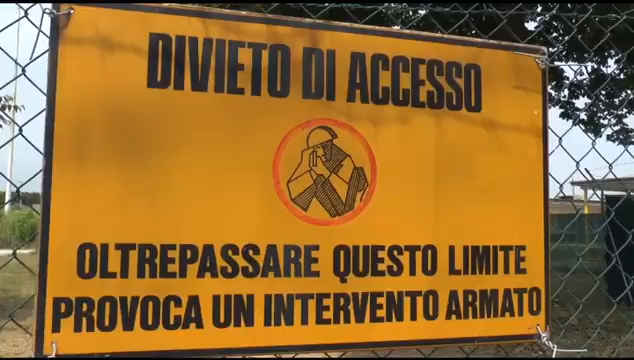 DIVIETO DI ACCESSO
OLTREPASSARE QUESTO LIMITE
PROVOCA UN INTERVENTO ARMATO